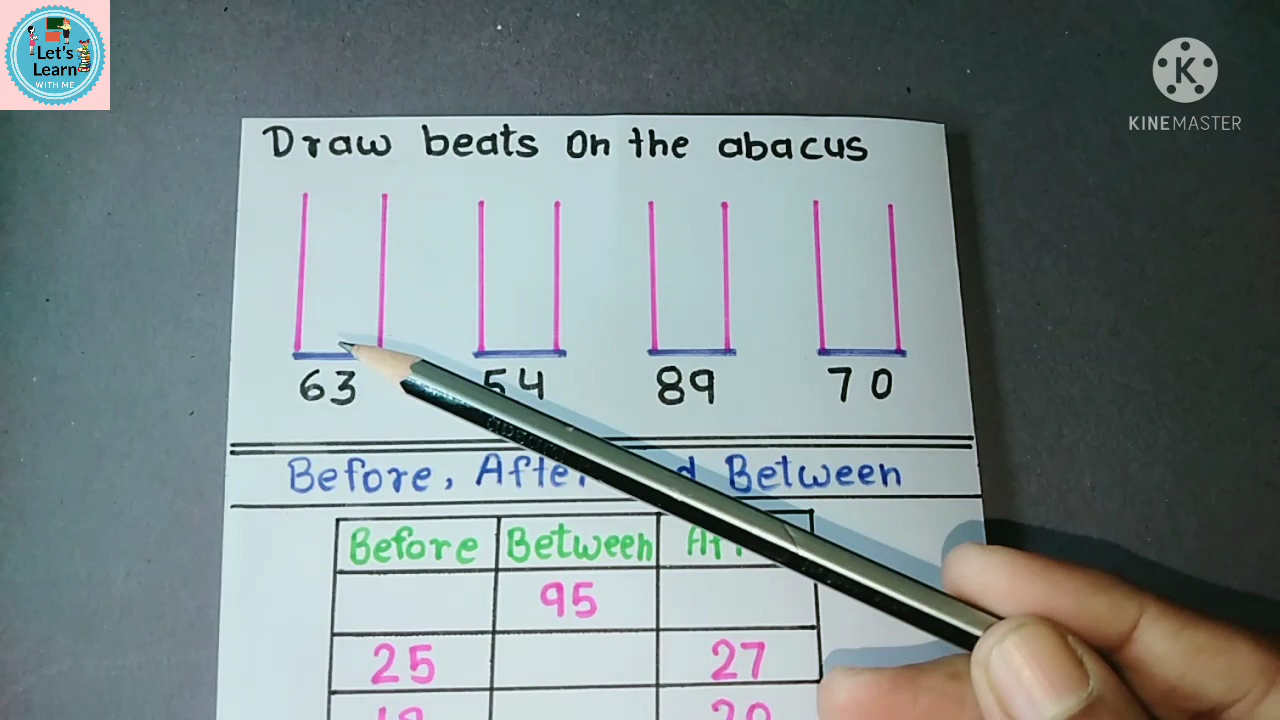 Let's
Learn
WITH ME
K
KINEMASTER
Draw beats on the abacus
63 54 89 70
Before, After and Between
Before Between
95
25 27